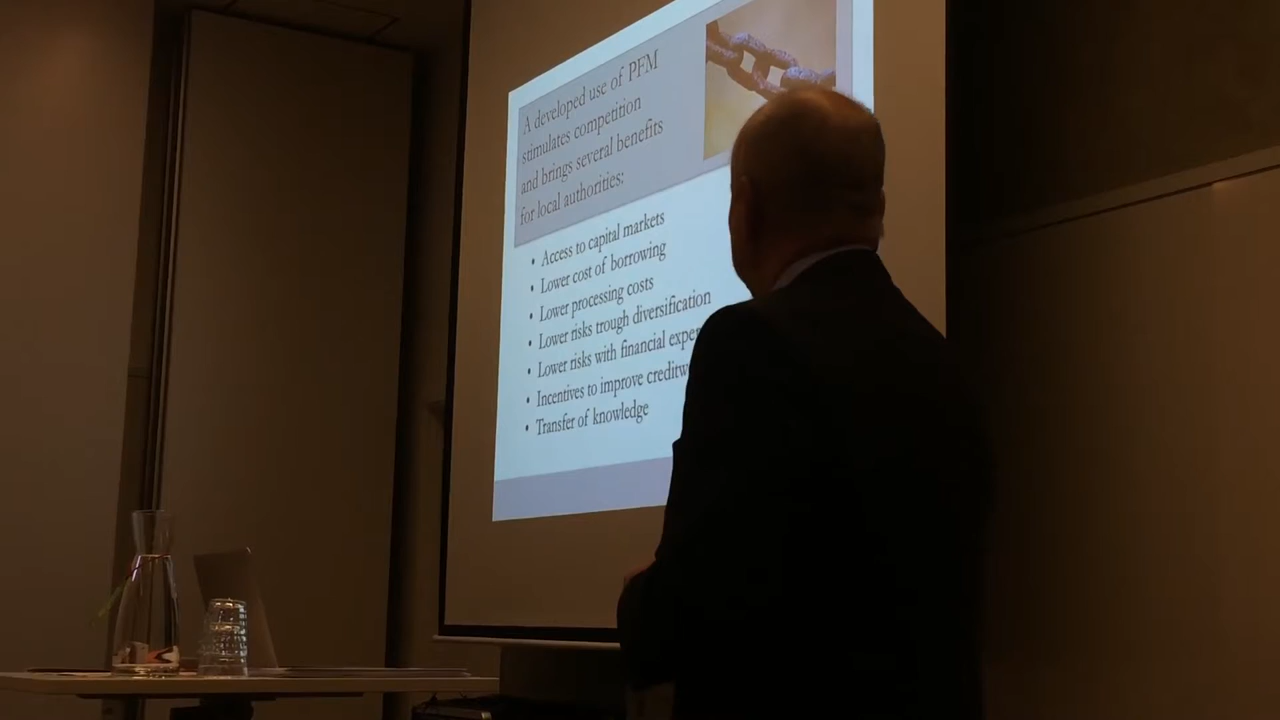 A developed use of PFM
stimulates competition
and brings several benefits
for local authorities:
• Access to capital markets
• Lower cost of borrowing
• Lower processing costs
• Lower risks trough diversification
• Lower risks with financial
• Incentives to improve
• Transfer of knowledge